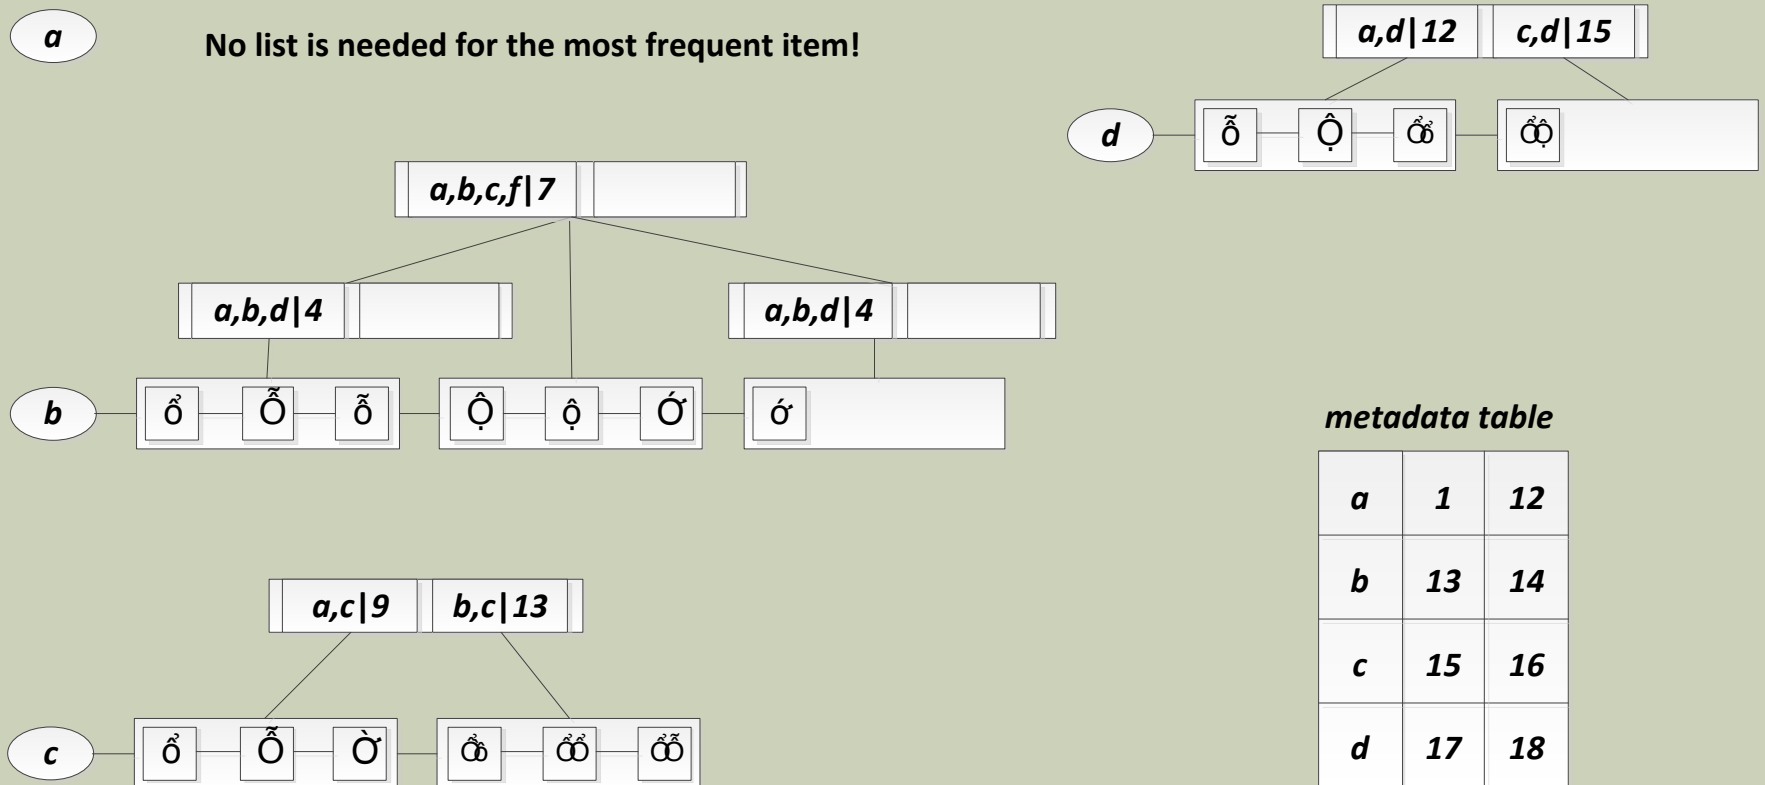 a
No list is needed for the most frequent item!
a,d|12 c,d|15
d ỗ Ộ
a,b,c,f|7
a,b,d|4 a,b,d|4
b ổ Ỗ ỗ Ộ ộ Ớ ớ
metadata table
a 1 12
b 13 14
c 15 16
d 17 18
a,c|9 b,c|13
c ổ Ỗ Ờ